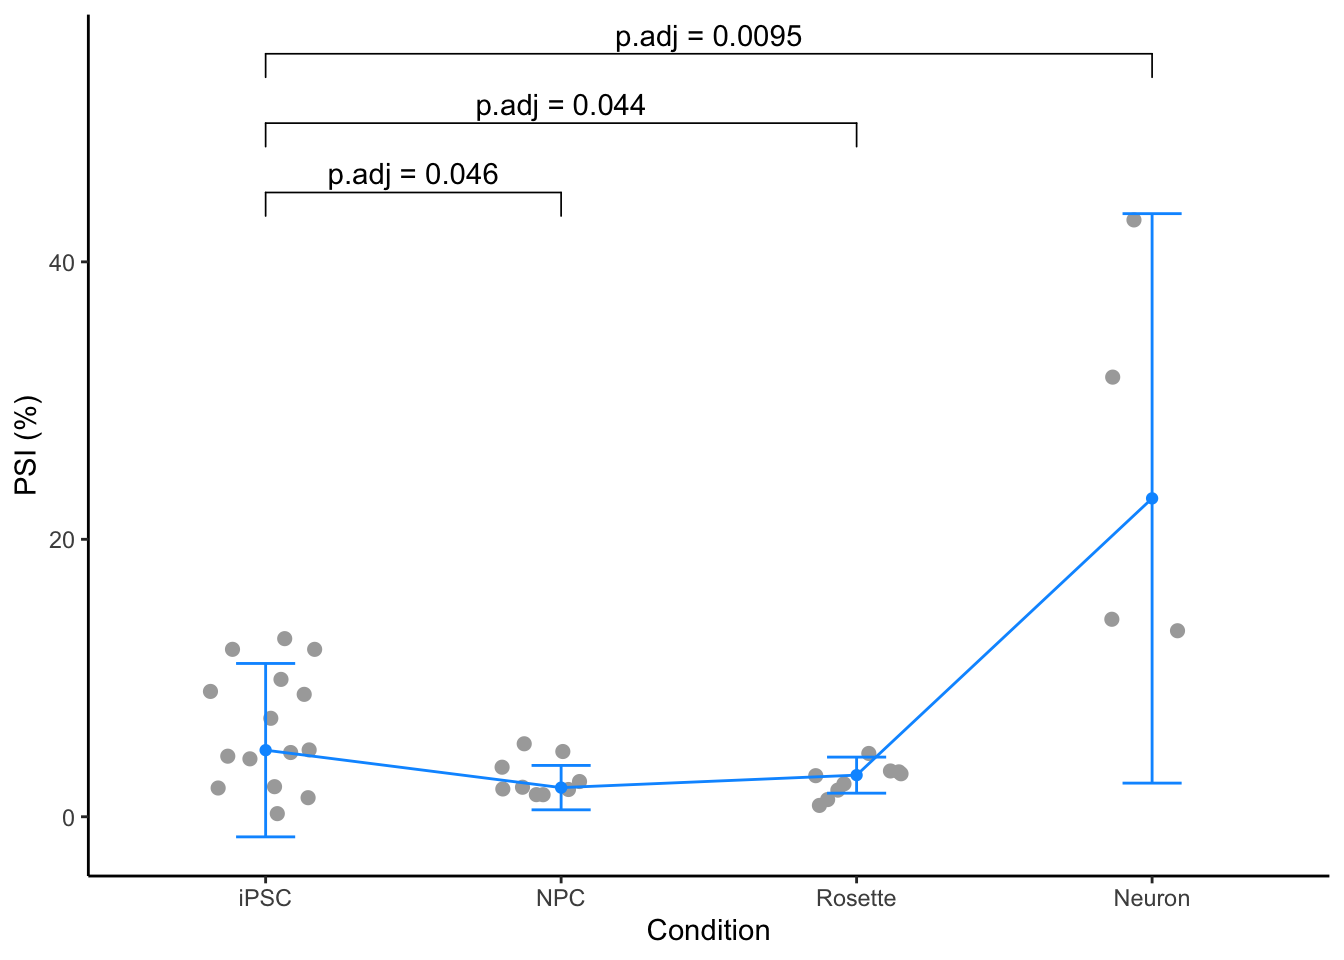 p.adj = 0.0095
p.adj = 0.044
p.adj = 0.046
40
20
0
PSI (%)
iPSC NPC Rosette Neuron
Condition